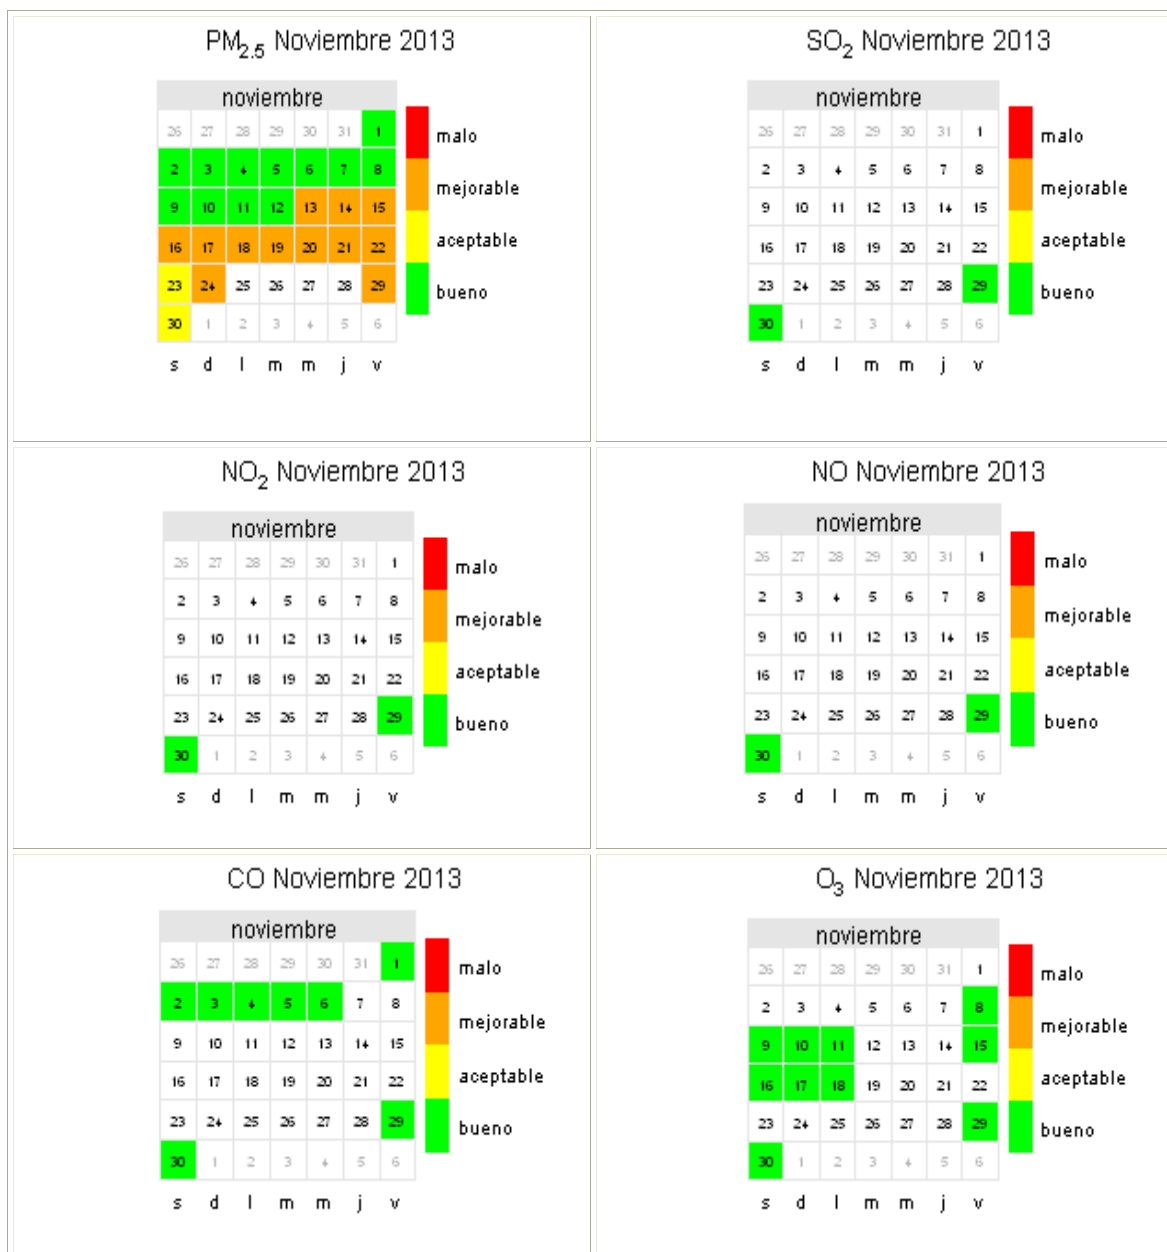 PM2.5 Noviembre 2013
noviembre
26 27 28 29 30 31 1
2 3 4 5 6 7 8
9 10 11 12 13 14 15
16 17 18 19 20 21 22
23 24 25 26 27 28 29
30 1 2 3 4 5 6
s d l m m j v
malo
mejorable
aceptable
bueno
SO2 Noviembre 2013
noviembre
26 27 28 29 30 31 1
2 3 4 5 6 7 8
9 10 11 12 13 14 15
16 17 18 19 20 21 22
23 24 25 26 27 28 29
30 1 2 3 4 5 6
s d l m m j v
malo
mejorable
aceptable
bueno
NO2 Noviembre 2013
noviembre
26 27 28 29 30 31 1
2 3 4 5 6 7 8
9 10 11 12 13 14 15
16 17 18 19 20 21 22
23 24 25 26 27 28 29
30 1 2 3 4 5 6
s d l m m j v
malo
mejorable
aceptable
bueno
NO Noviembre 2013
noviembre
26 27 28 29 30 31 1
2 3 4 5 6 7 8
9 10 11 12 13 14 15
16 17 18 19 20 21 22
23 24 25 26 27 28 29
30 1 2 3 4 5 6
s d l m m j v
malo
mejorable
aceptable
bueno
CO Noviembre 2013
noviembre
26 27 28 29 30 31 1
2 3 4 5 6 7 8
9 10 11 12 13 14 15
16 17 18 19 20 21 22
23 24 25 26 27 28 29
30 1 2 3 4 5 6
s d l m m j v
malo
mejorable
aceptable
bueno
O3 Noviembre 2013
noviembre
26 27 28 29 30 31 1
2 3 4 5 6 7 8
9 10 11 12 13 14 15
16 17 18 19 20 21 22
23 24 25 26 27 28 29
30 1 2 3 4 5 6
s d l m m j v
malo
mejorable
aceptable
bueno